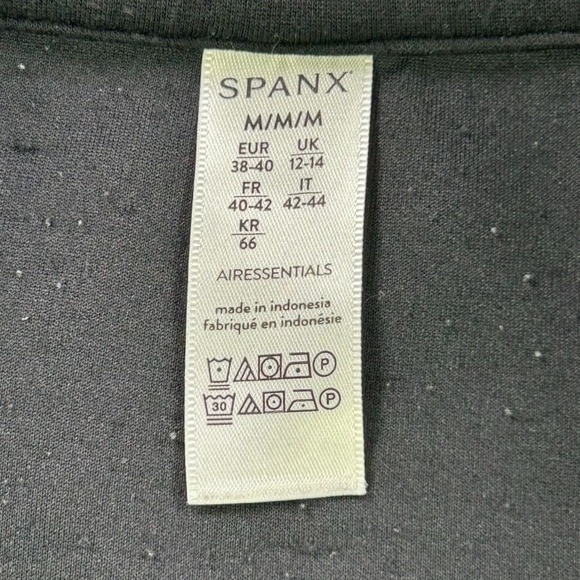 SPANX
M/M/M
EUR UK
38-40 12-14
FR IT
40-42 42-44
KR
66
AIRESSENTIALS
made in indonesia
fabriqué en indonésie
P
30 P